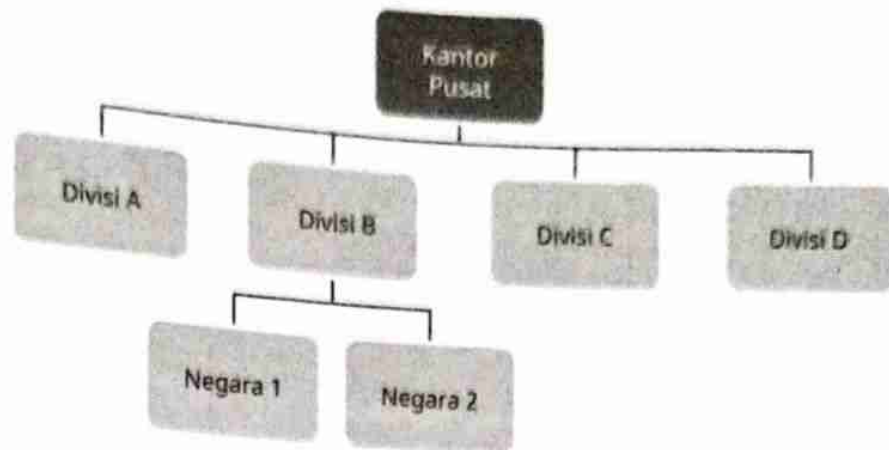 Kantor
Pusat
Divisi A
Divisi B
Divisi C
Divisi D
Negara 1
Negara 2